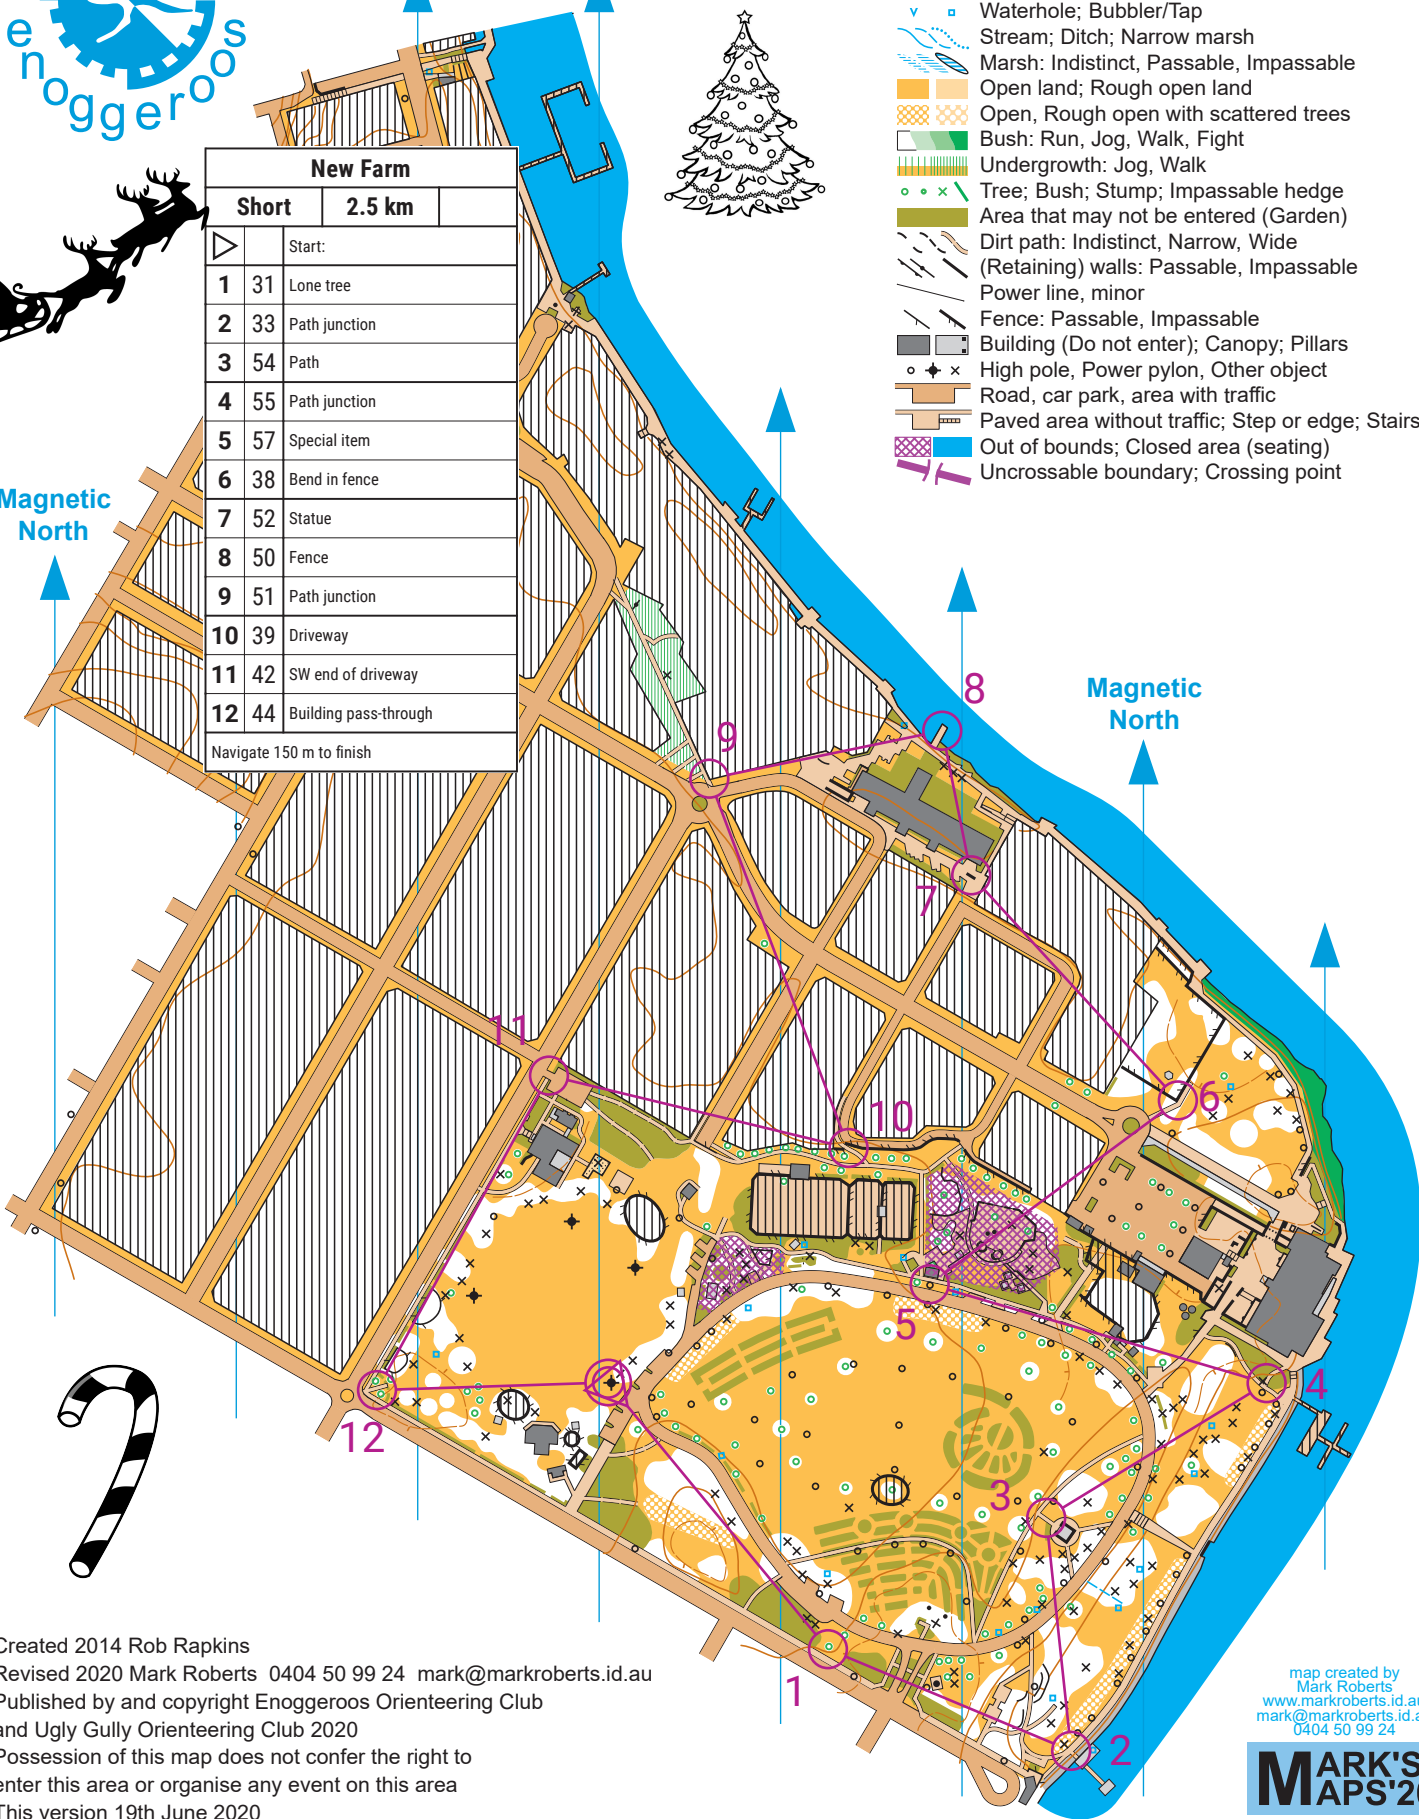 enoggeroos
Waterhole; Bubbler/Tap
Stream; Ditch; Narrow marsh
Marsh: Indistinct, Passable, Impassable
Open land; Rough open land
Open, Rough open with scattered trees
Bush: Run, Jog, Walk, Fight
Undergrowth: Jog, Walk
Tree; Bush; Stump; Impassable hedge
Area that may not be entered (Garden)
Dirt path: Indistinct, Narrow, Wide
(Retaining) walls: Passable, Impassable
Power line, minor
Fence: Passable, Impassable
Building (Do not enter); Canopy; Pillars
High pole, Power pylon, Other object
Road, car park, area with traffic
Paved area without traffic; Step or edge; Stairs
Out of bounds; Closed area (seating)
Uncrossable boundary; Crossing point
New Farm
Short 2.5 km
Start:
1 31 Lone tree
2 33 Path junction
3 54 Path
4 55 Path junction
5 57 Special item
6 38 Bend in fence
7 52 Statue
8 50 Fence
9 51 Path junction
10 39 Driveway
11 42 SW end of driveway
12 44 Building pass-through
Navigate 150 m to finish
Magnetic
North
Magnetic
North
8
9
7
11
6
10
5
4
12
3
1
2
Created 2014 Rob Rapkins
Revised 2020 Mark Roberts 0404 50 99 24 mark@markroberts.id.au
Published by and copyright Enoggeroos Orienteering Club
and Ugly Gully Orienteering Club 2020
Possession of this map does not confer the right to
enter this area or organise any event on this area
This version 19th June 2020
map created by
Mark Roberts
www.markroberts.id.au
mark@markroberts.id.a
0404 50 99 24
MARK'S
MAPS'20